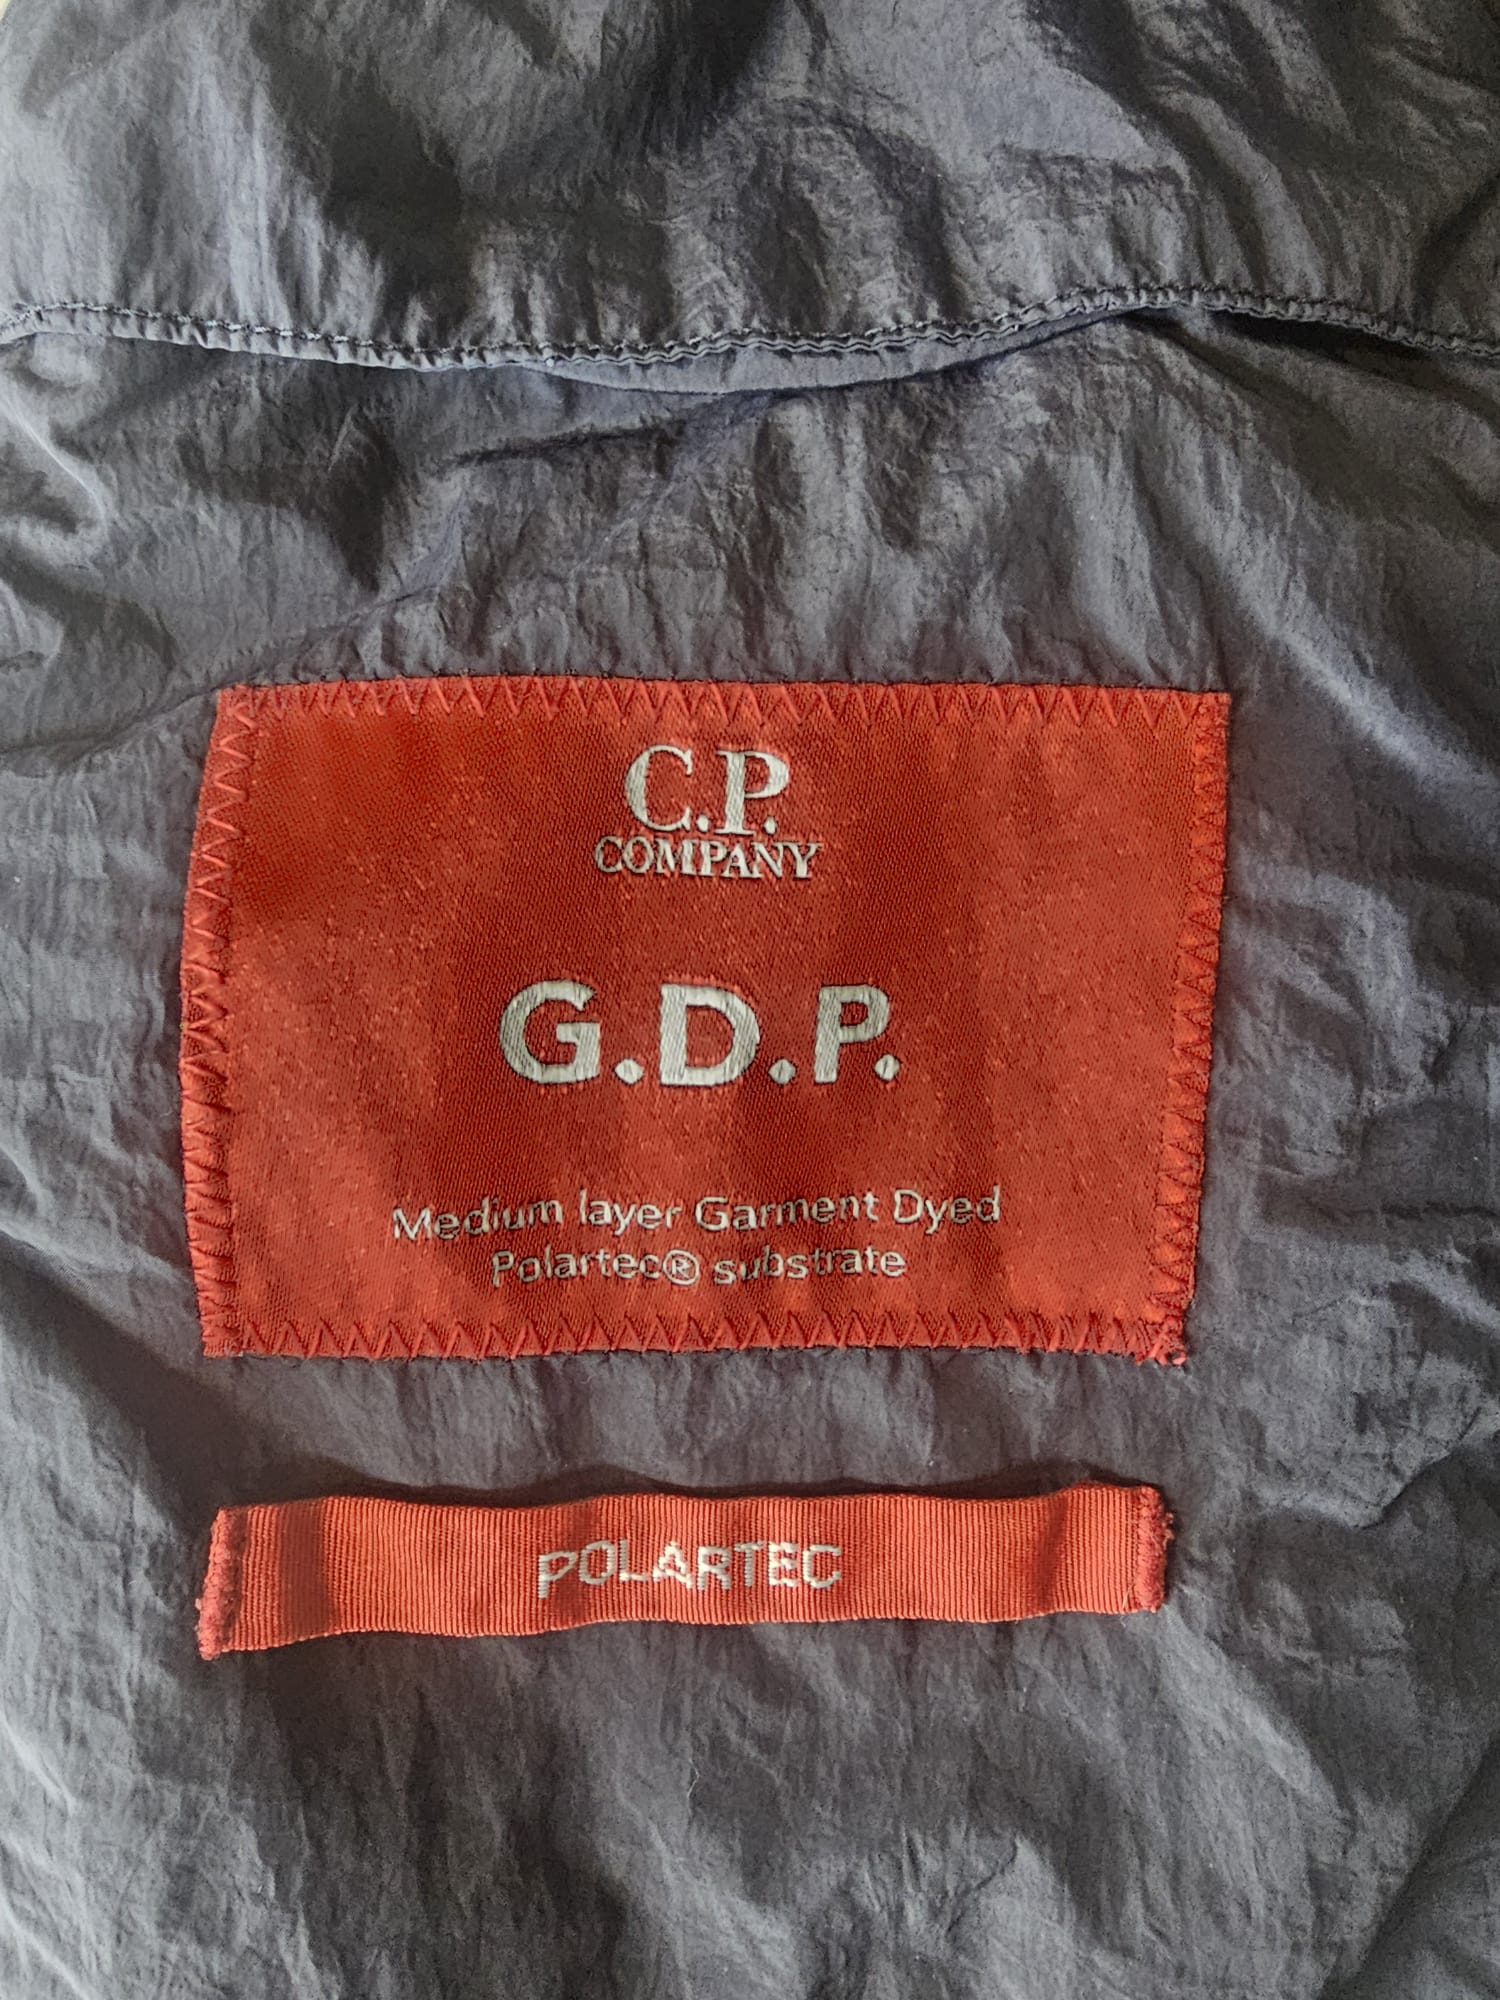 C.P.
COMPANY
G.D.P.
Medium layer Garment Dyed
Polartec® substrate
POLARTEC